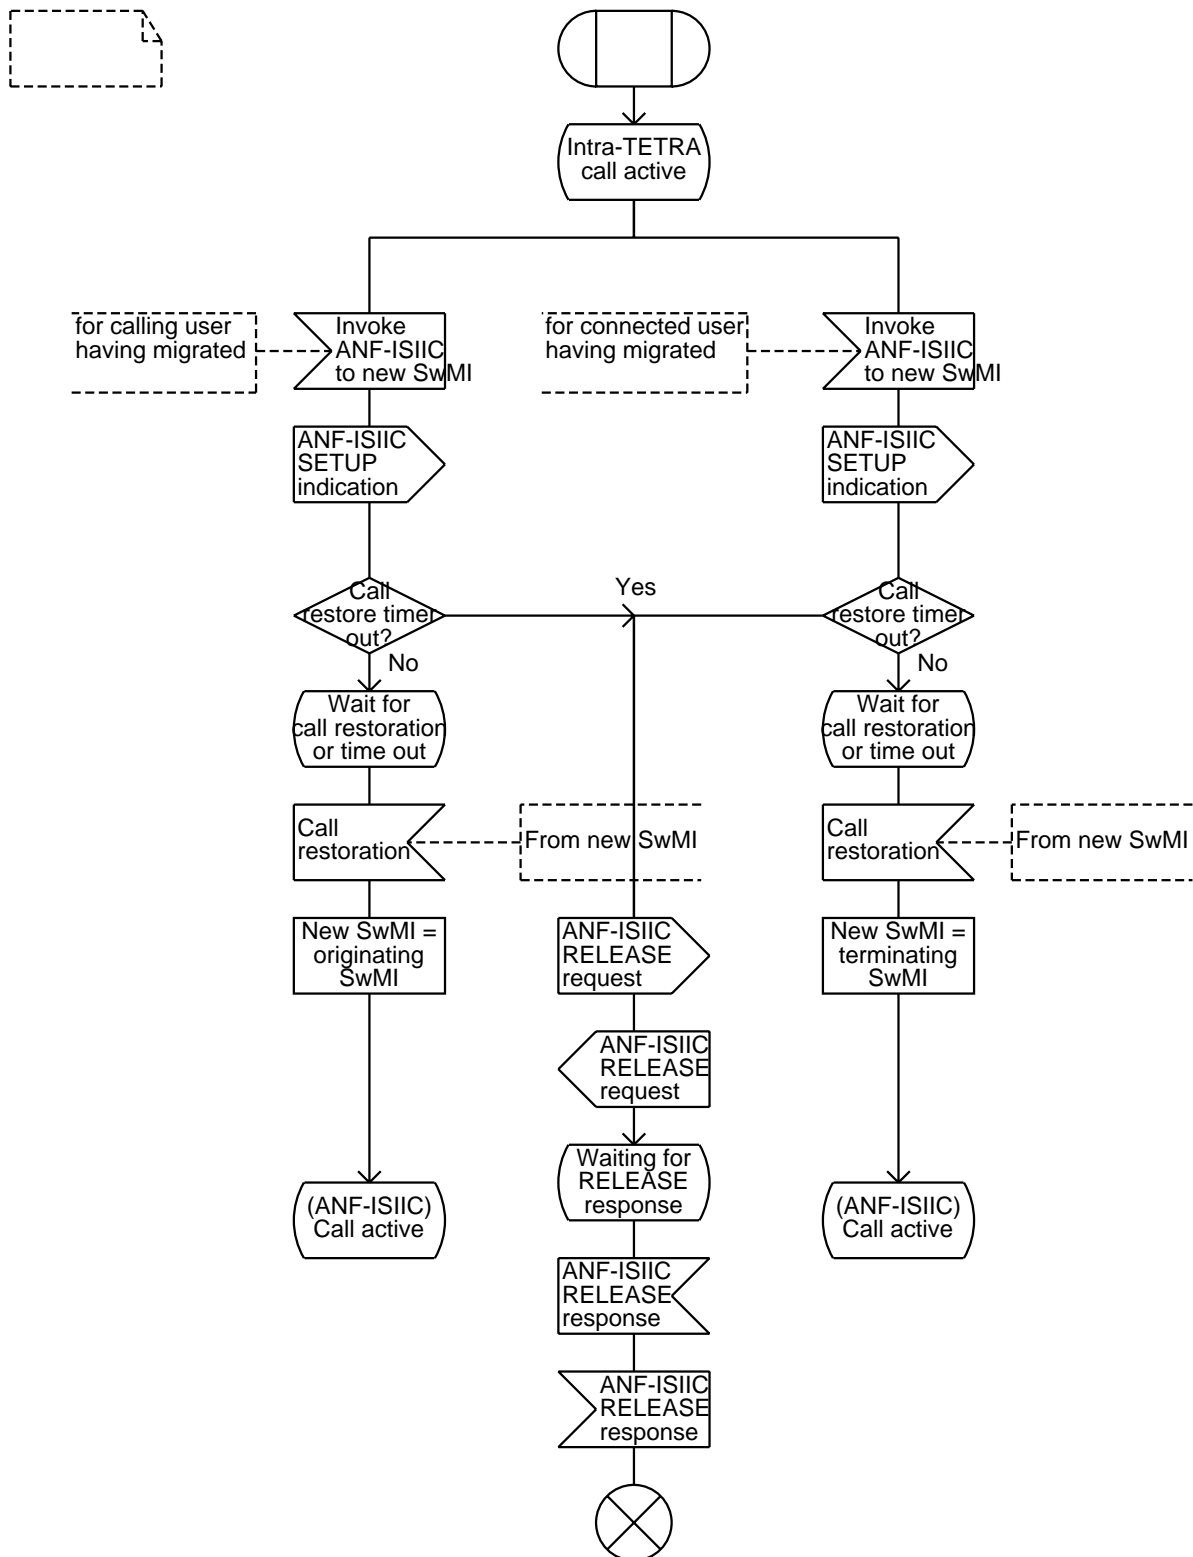 Intra-TETRA
call active
for calling user
having migrated
Invoke
ANF-ISIIC
to new SwMI
for connected user
having migrated
Invoke
ANF-ISIIC
to new SwMI
ANF-ISIIC
SETUP
indication
ANF-ISIIC
SETUP
indication
Call
restore timer
out?
Yes
Call
restore timer
out?
No
No
Wait for
call restoration
or time out
Wait for
call restoration
or time out
Call
restoration
From new SwMI
Call
restoration
From new SwMI
New SwMI =
originating
SwMI
ANF-ISIIC
RELEASE
request
New SwMI =
terminating
SwMI
ANF-ISIIC
RELEASE
request
Waiting for
RELEASE
response
(ANF-ISIIC)
Call active
(ANF-ISIIC)
Call active
ANF-ISIIC
RELEASE
response
ANF-ISIIC
RELEASE
response